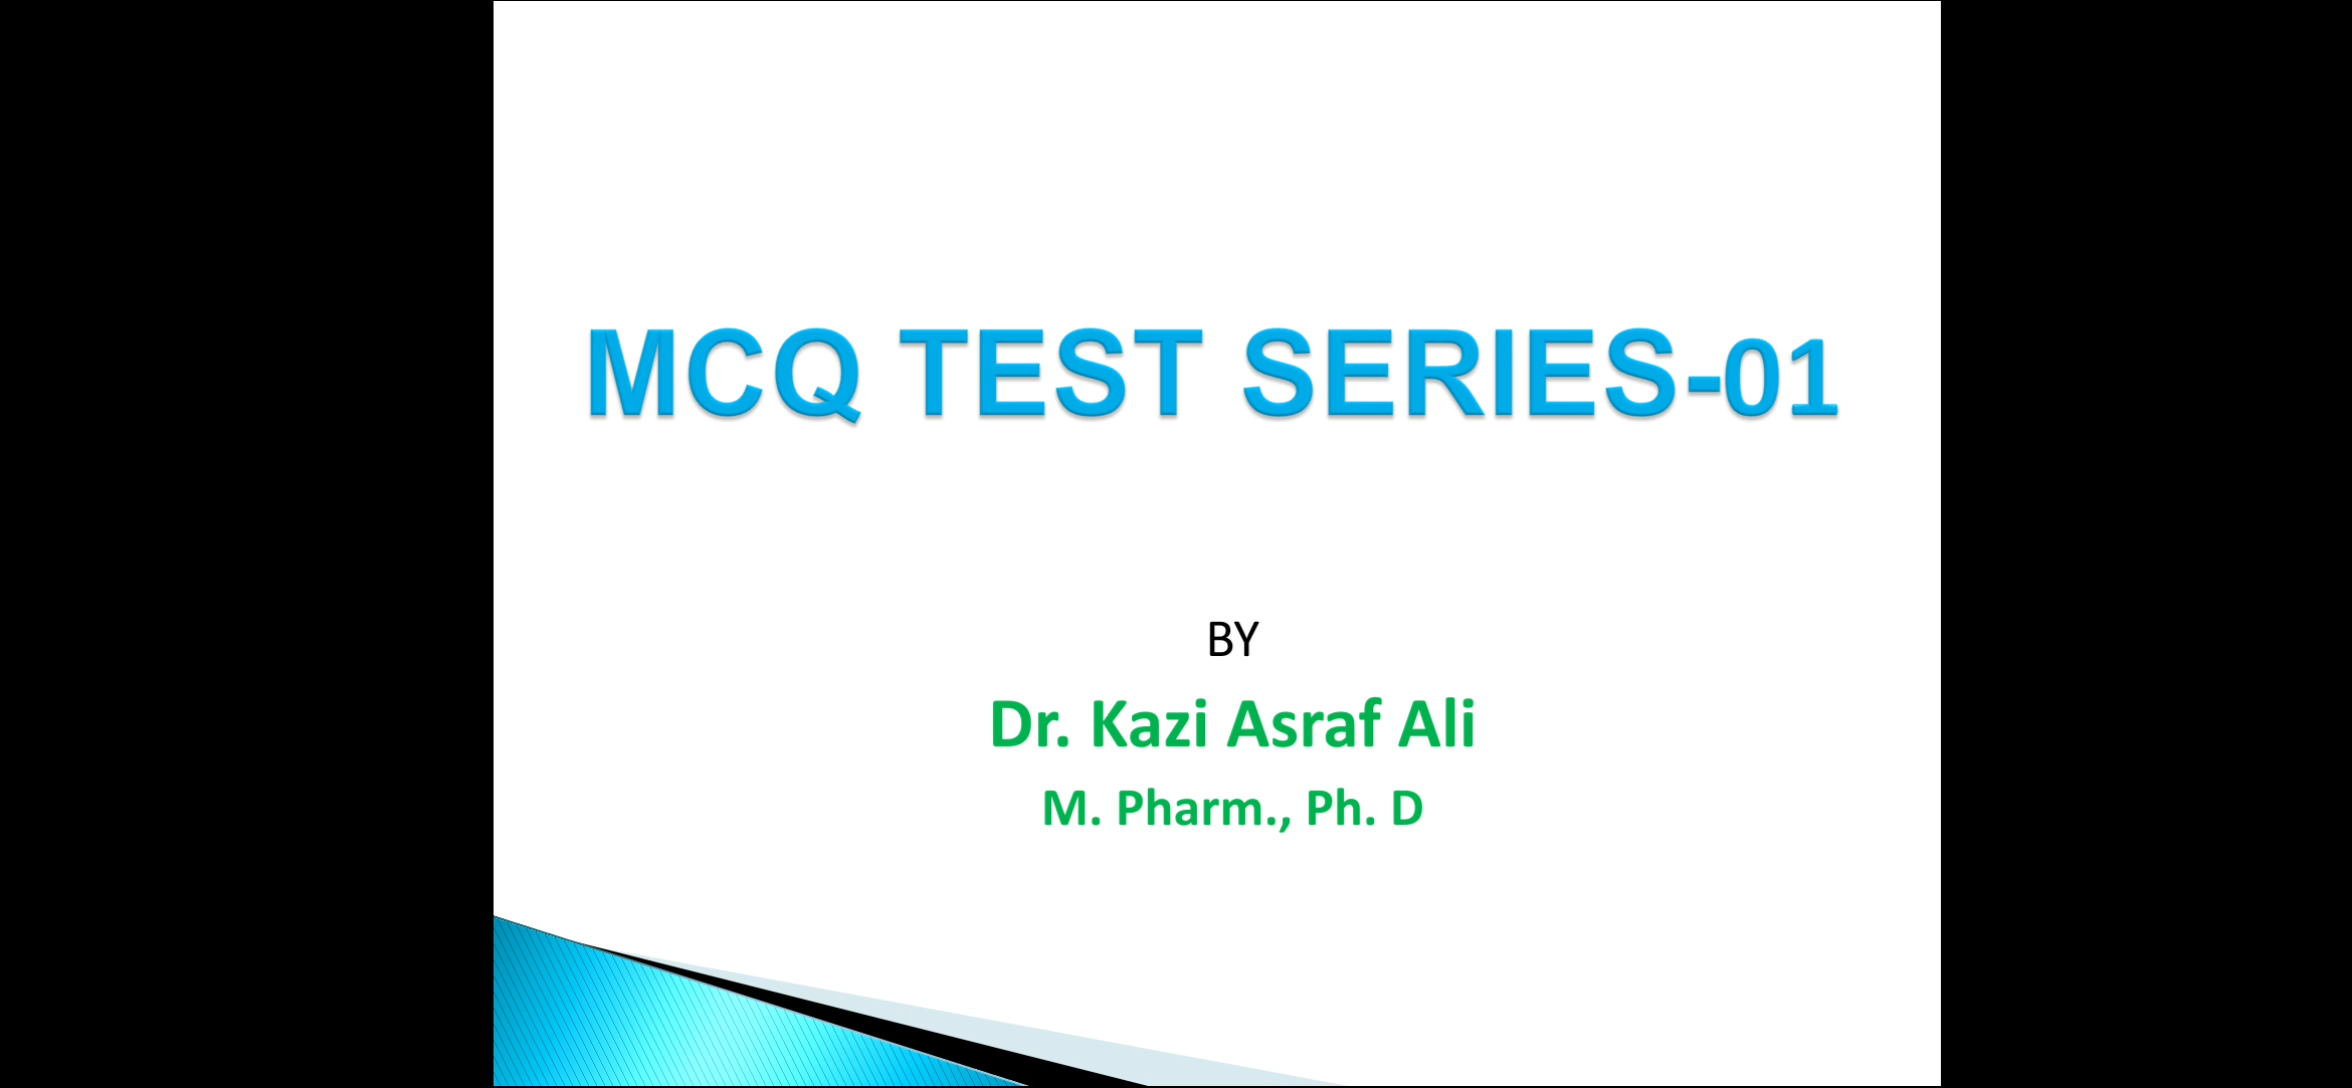 MCQ TEST SERIES-01
BY
Dr. Kazi Asraf Ali
M. Pharm., Ph. D